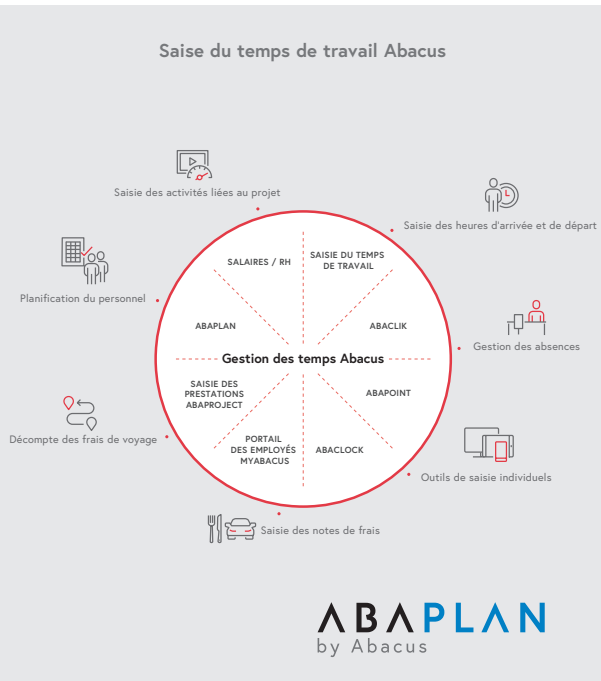 Saise du temps de travail Abacus
Saisie des activités liées au projet
Saisie des heures d'arrivée et de départ
SALAIRES / RH
SAISIE DU TEMPS
DE TRAVAIL
Planification du personnel
ABAPLAN
ABACLIK
Gestion des absences
Gestion des temps Abacus
SAISIE DES
PRESTATIONS
ABAPROJECT
ABAPOINT
Décompte des frais de voyage
PORTAIL
DES EMPLOYÉS
MYABACUS
ABACLOCK
Outils de saisie individuels
Saisie des notes de frais
ABAPLAN
by Abacus